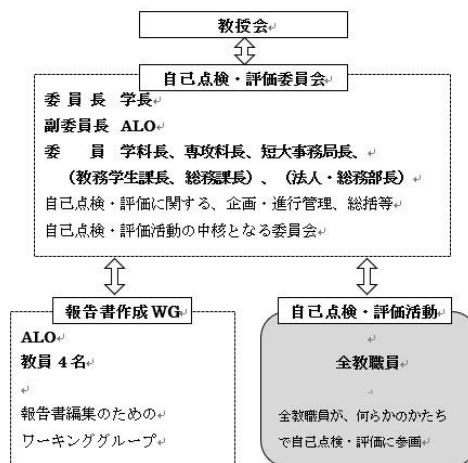 教授会
自己点検・評価委員会
委員長 学長
副委員長 ALO
委 員 学科長、専攻科長、短大事務局長、
（教務学生課長、総務課長）、（法人・総務部長）
自己点検・評価に関する、企画・進行管理、総括等
自己点検・評価活動の中核となる委員会
報告書作成WG
ALO
教員 4名
報告書編集のための
ワーキンググループ
自己点検・評価活動
全教職員
全教職員が、何らかのかたち
で自己点検・評価に参画